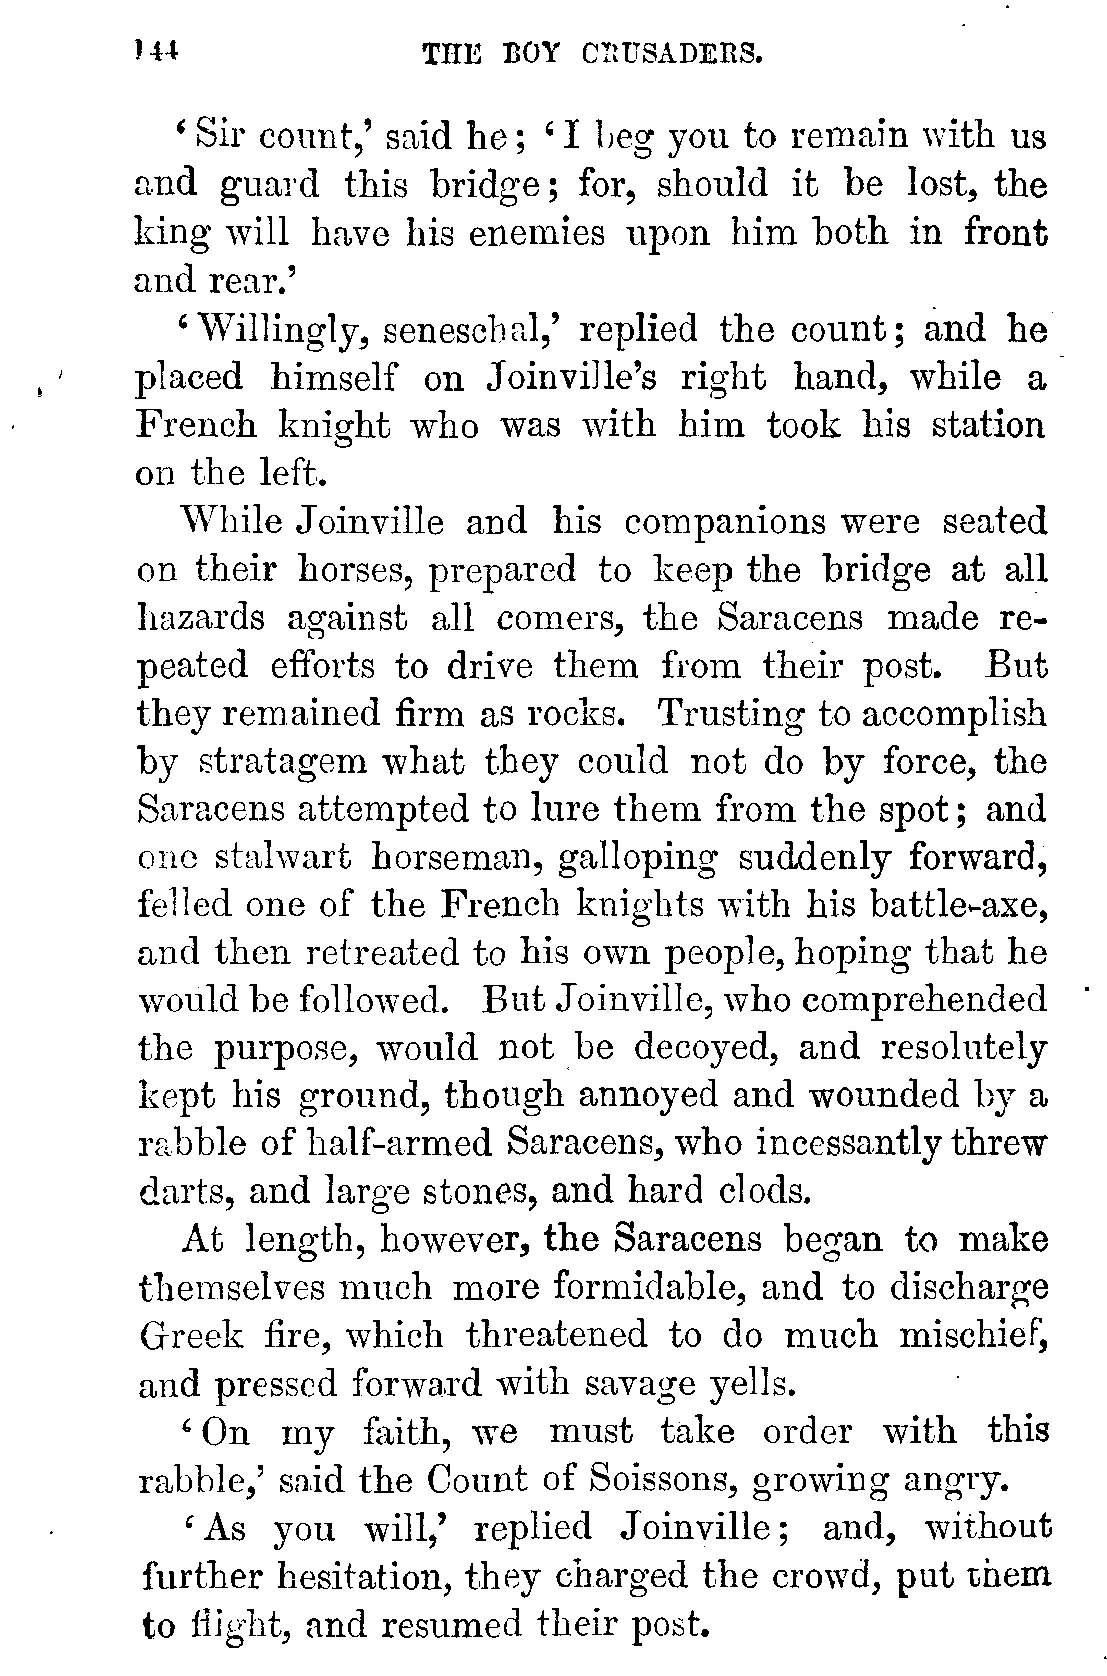 144 THE BOY CRUSADERS.
‘Sir count,’ said he; ‘I beg you to remain with us
and guard this bridge; for, should it be lost, the
king will have his enemies upon him both in front
and rear.’
‘Willingly, seneschal,’ replied the count; and he
placed himself on Joinville’s right hand, while a
French knight who was with him took his station
on the left.
While Joinville and his companions were seated
on their horses, prepared to keep the bridge at all
hazards against all comers, the Saracens made re-
peated efforts to drive them from their post. But
they remained firm as rocks. Trusting to accomplish
by stratagem what they could not do by force, the
Saracens attempted to lure them from the spot; and
one stalwart horseman, galloping suddenly forward,
felled one of the French knights with his battle-axe,
and then retreated to his own people, hoping that he
would be followed. But Joinville, who comprehended
the purpose, would not be decoyed, and resolutely
kept his ground, though annoyed and wounded by a
rabble of half-armed Saracens, who incessantly threw
darts, and large stones, and hard clods.
At length, however, the Saracens began to make
themselves much more formidable, and to discharge
Greek fire, which threatened to do much mischief,
and pressed forward with savage yells.
‘On my faith, we must take order with this
rabble,’ said the Count of Soissons, growing angry.
‘As you will,’ replied Joinville; and, without
further hesitation, they charged the crowd, put them
to flight, and resumed their post.